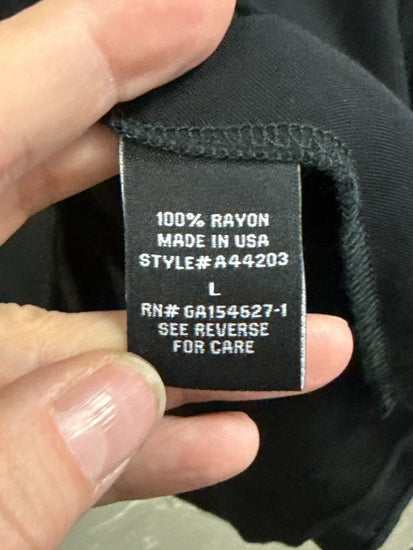 100% RAYON
MADE IN USA
STYLE# A44203
L
RN# GA154627-1
SEE REVERSE
FOR CARE